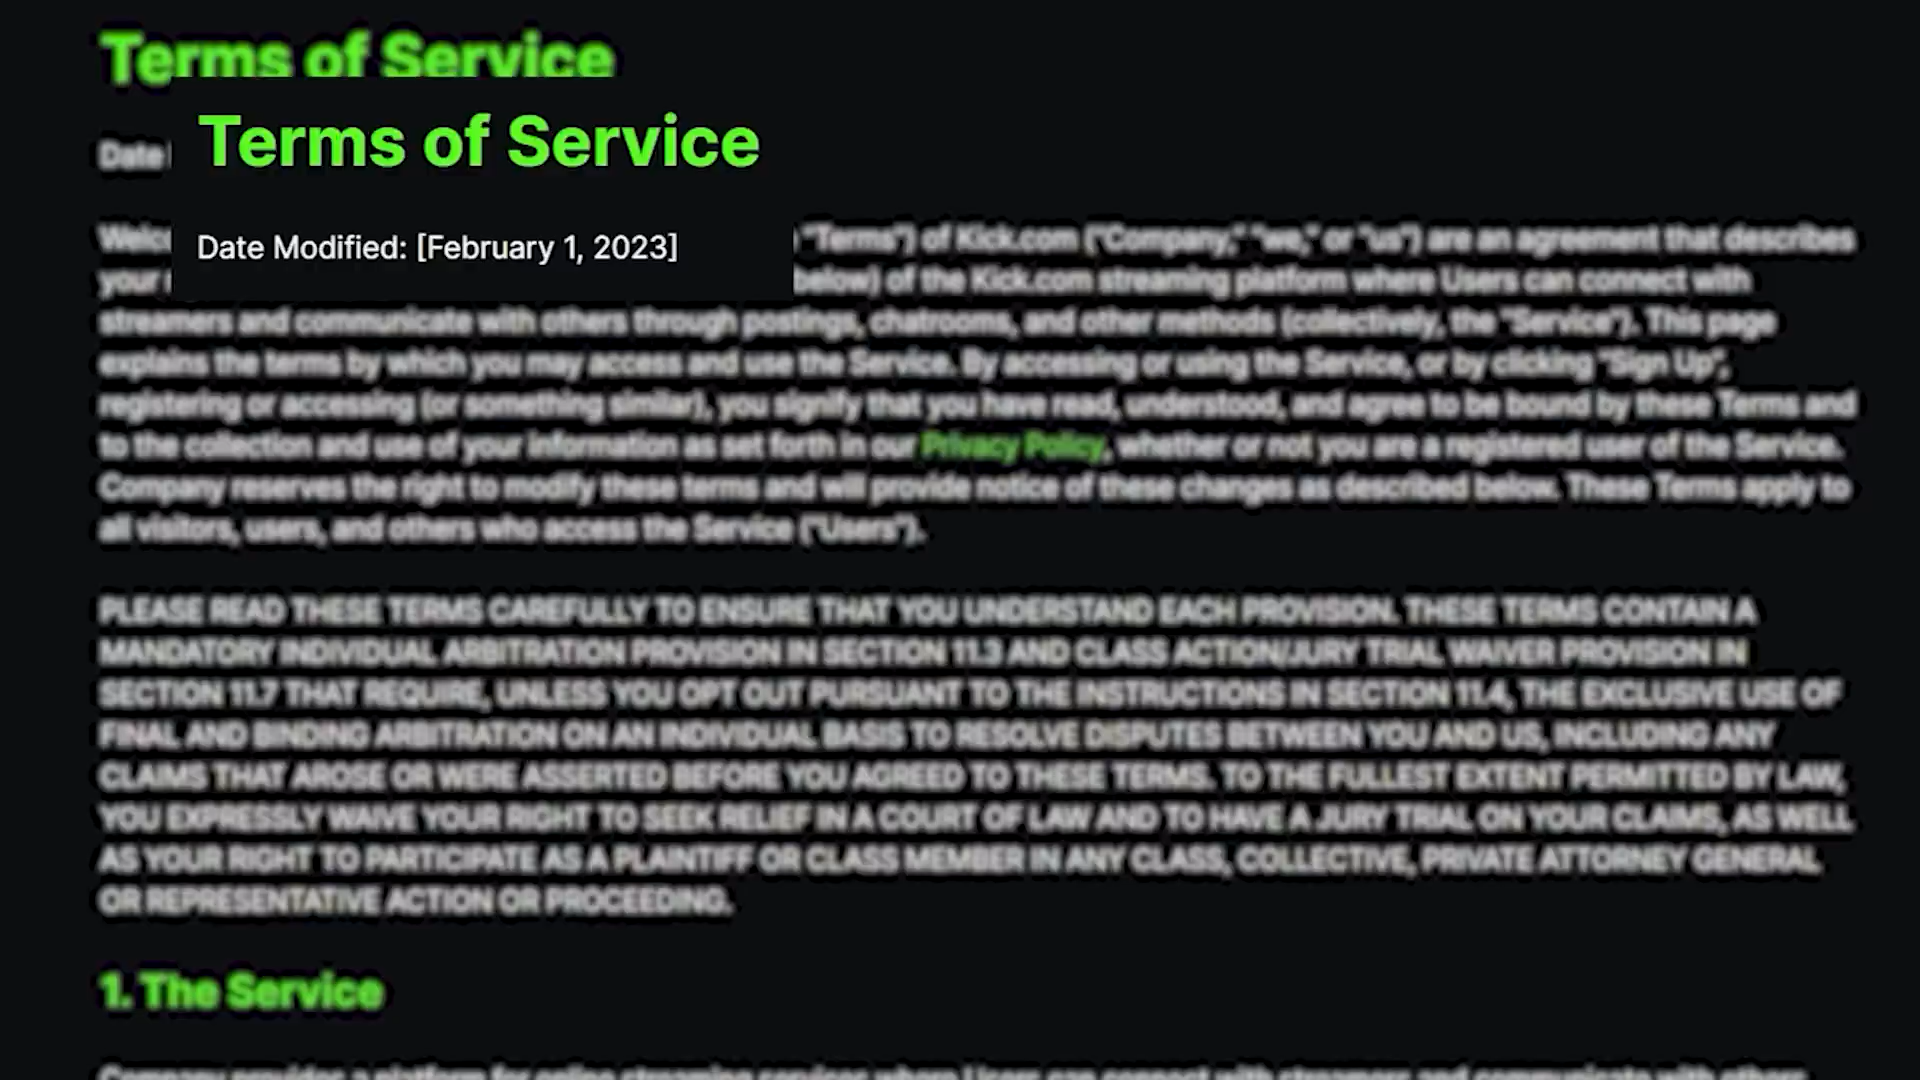 Terms of Service
Date
Terms of Service
Date Modified: [February 1, 2023]
"Terms") of Kick.com ("Company," "we," or "us") are an agreement that describes
your
below) of the Kick.com streaming platform where Users can connect with
streamers and communicate with others through postings, chatrooms, and other methods (collectively, the "Service"). This page
explains the terms by which you may access and use the Service. By accessing or using the Service, or by clicking "Sign Up",
registering or accessing (or something similar), you signify that you have read, understood, and agree to be bound by these Terms and
to the collection and use of your information as set forth in our Privacy Policy, whether or not you are a registered user of the Service.
Company reserves the right to modify these terms and will provide notice of these changes as described below. These Terms apply to
all visitors, users, and others who access the Service ("Users").
PLEASE READ THESE TERMS CAREFULLY TO ENSURE THAT YOU UNDERSTAND EACH PROVISION. THESE TERMS CONTAIN A
MANDATORY INDIVIDUAL ARBITRATION PROVISION IN SECTION 11.3 AND CLASS ACTION/JURY TRIAL WAIVER PROVISION IN
SECTION 11.7 THAT REQUIRE, UNLESS YOU OPT OUT PURSUANT TO THE INSTRUCTIONS IN SECTION 11.4, THE EXCLUSIVE USE OF
FINAL AND BINDING ARBITRATION ON AN INDIVIDUAL BASIS TO RESOLVE DISPUTES BETWEEN YOU AND US, INCLUDING ANY
CLAIMS THAT AROSE OR WERE ASSERTED BEFORE YOU AGREED TO THESE TERMS. TO THE FULLEST EXTENT PERMITTED BY LAW,
YOU EXPRESSLY WAIVE YOUR RIGHT TO SEEK RELIEF IN A COURT OF LAW AND TO HAVE A JURY TRIAL ON YOUR CLAIMS, AS WELL
AS YOUR RIGHT TO PARTICIPATE AS A PLAINTIFF OR CLASS MEMBER IN ANY CLASS, COLLECTIVE, PRIVATE ATTORNEY GENERAL
OR REPRESENTATIVE ACTION OR PROCEEDING.
1. The Service